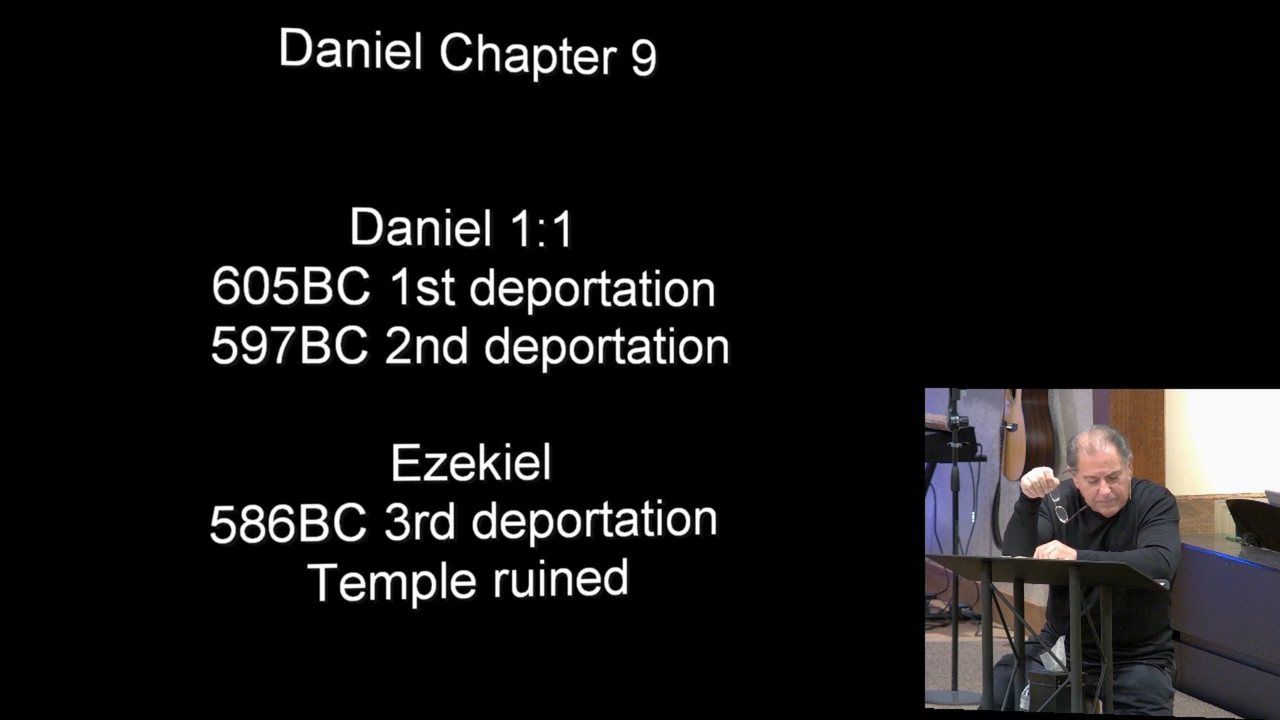 Daniel Chapter 9
Daniel 1:1
605BC 1st deportation
597BC 2nd deportation
Ezekiel
586BC 3rd deportation
Temple ruined